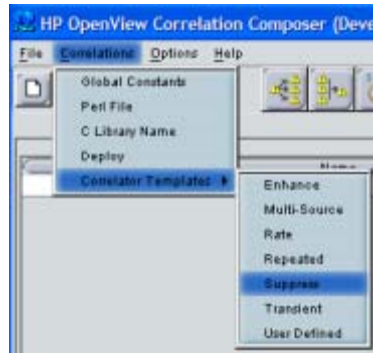 HP OpenView Correlation Composer (Deve
File Correlations Options Help
Global Constants
Perl File
C Library Name
Deploy
Correlator Templates
Name
Enhance
Multi-Source
Rate
Repeated
Suppress
Transient
User Defined